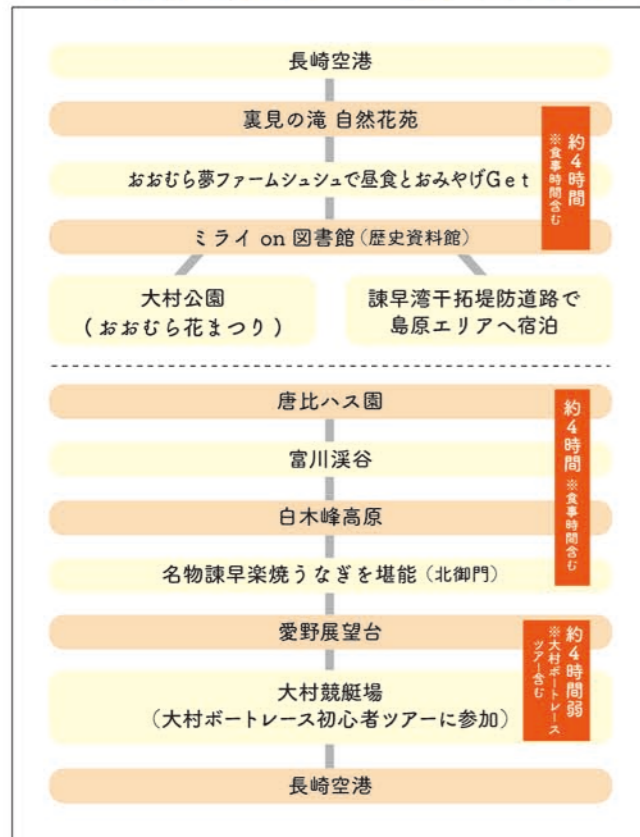 長崎空港
裏見の滝 自然花苑
おおむら夢ファームシュシュで昼食とおみやげGet
ミライon図書館(歴史資料館)
約4時間
※食事時間含む
大村公園
(おおむら花まつり)
諫早湾干拓堤防道路で
島原エリアへ宿泊
唐比ハス園
富川渓谷
白木峰高原
名物諫早楽焼うなぎを堪能(北御門)
約4時間 ※食事時間含む
愛野展望台
大村競艇場
(大村ボートレース初心者ツアーに参加)
約4時間弱
※大村ボートレース
ツアー含む
長崎空港